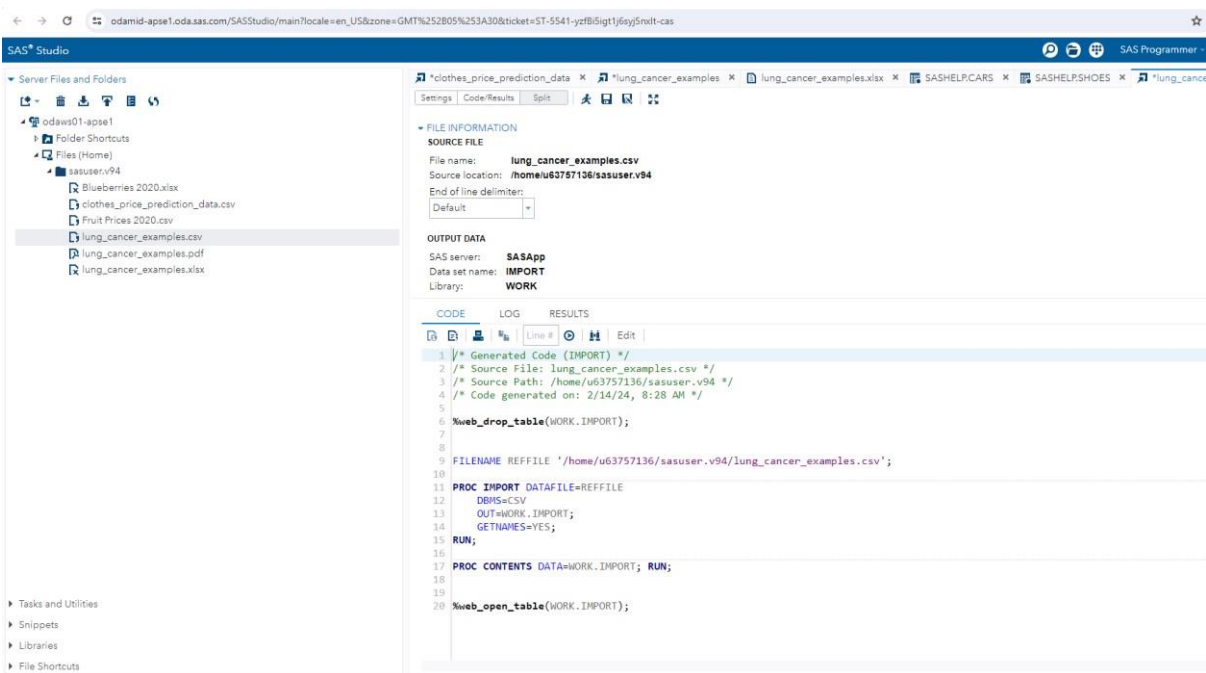 odamid-apse1.oda.sas.com/SASStudio/main?locale=en_US&zone=GMT%252B05%253A30&ticket=ST-5541-yzfBi5igt1j6syj5nxlt-cas
SAS® Studio
SAS Programmer -
Server Files and Folders
odaws01-apse1
Folder Shortcuts
Files (Home)
sasuser.v94
Blueberries 2020.xlsx
clothes_price_prediction_data.csv
Fruit Prices 2020.csv
lung_cancer_examples.csv
lung_cancer_examples.pdf
lung_cancer_examples.xlsx
Tasks and Utilities
Snippets
Libraries
File Shortcuts
*clothes_price_prediction_data × *lung_cancer_examples × lung_cancer_examples.xlsx × SASHELP.CARS × SASHELP.SHOES × *lung_cance
Settings Code/Results Split
FILE INFORMATION
SOURCE FILE
File name: lung_cancer_examples.csv
Source location: /home/u63757136/sasuser.v94
End of line delimiter:
Default
OUTPUT DATA
SAS server: SASApp
Data set name: IMPORT
Library: WORK
CODE LOG RESULTS
Line # Edit
1 /* Generated Code (IMPORT) */
2 /* Source File: lung_cancer_examples.csv */
3 /* Source Path: /home/u63757136/sasuser.v94 */
4 /* Code generated on: 2/14/24, 8:28 AM */
5
6 %web_drop_table(WORK.IMPORT);
7
8
9 FILENAME REFFILE '/home/u63757136/sasuser.v94/lung_cancer_examples.csv';
10
11 PROC IMPORT DATAFILE=REFFILE
12 DBMS=CSV
13 OUT=WORK.IMPORT;
14 GETNAMES=YES;
15 RUN;
16
17 PROC CONTENTS DATA=WORK.IMPORT; RUN;
18
19
20 %web_open_table(WORK.IMPORT);